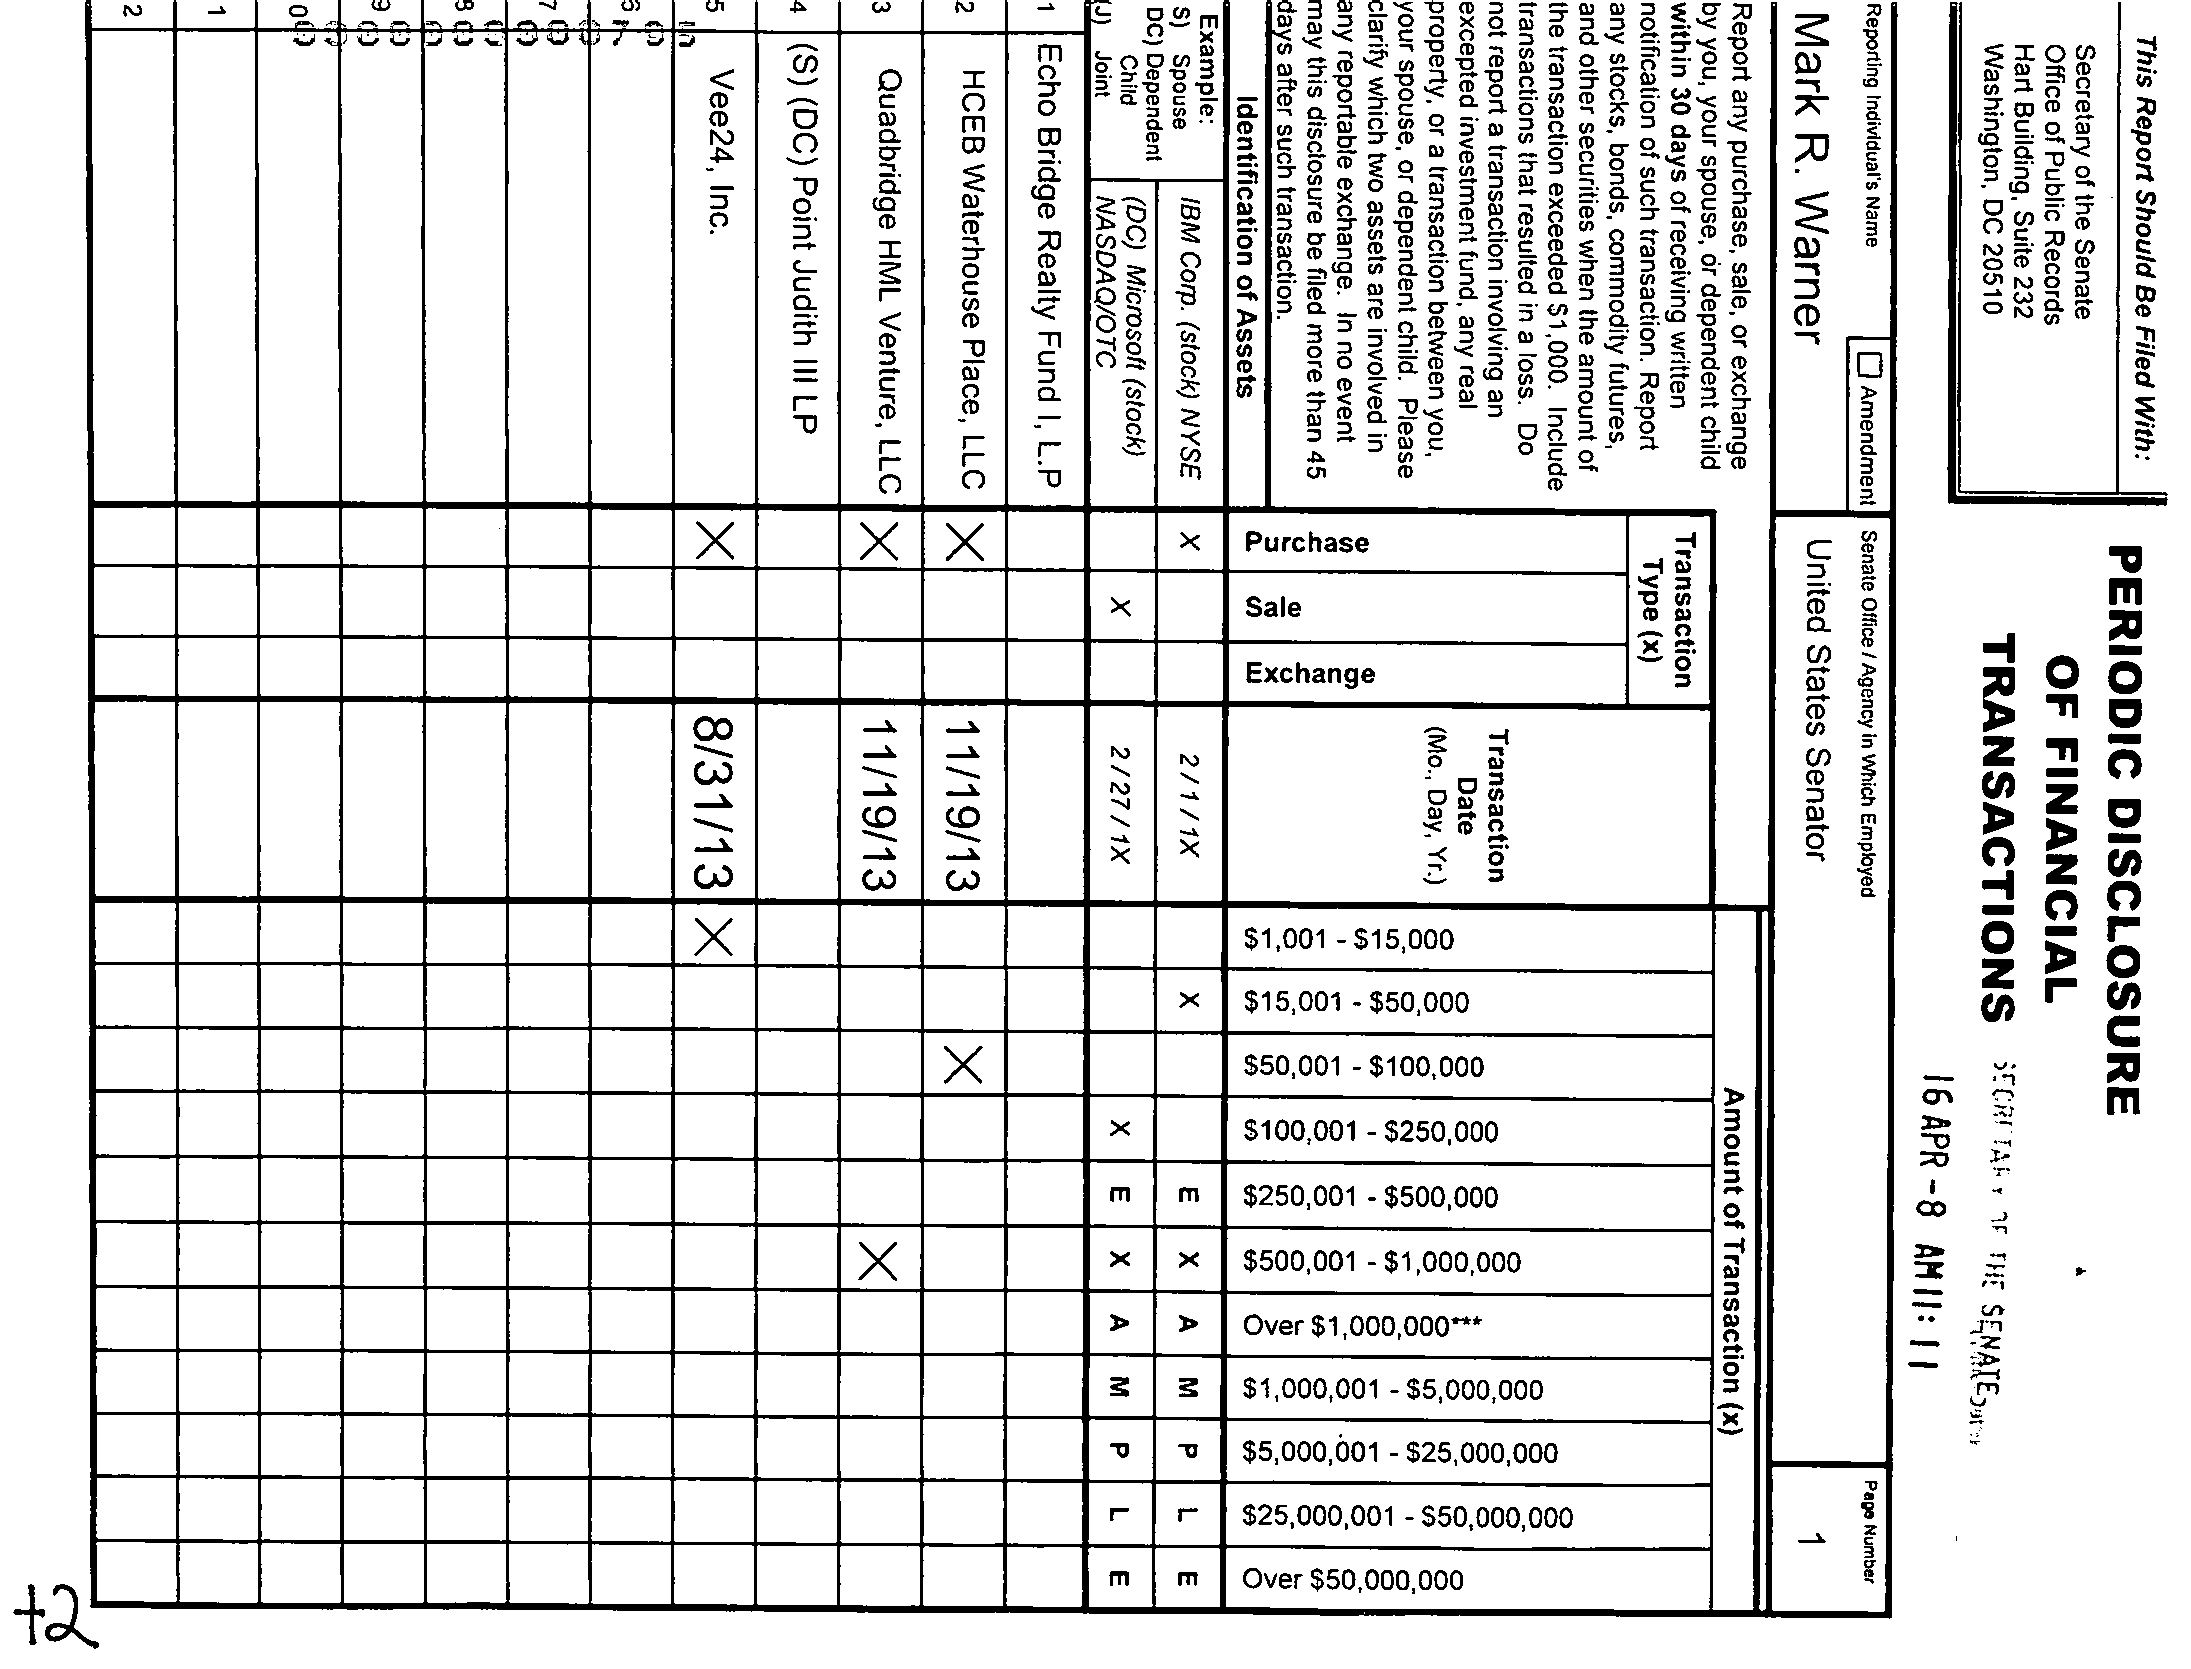 This Report Should Be Filed With:
Secretary of the Senate
Office of Public Records
Hart Building, Suite 232
Washington, DC 20510
PERIODIC DISCLOSURE
OF FINANCIAL
TRANSACTIONS
SECRETARY OF THE SENATE
16 APR -8 AM 11: 11
Reporting Individual's Name
Amendment
Mark R. Warner
Senate Office / Agency in Which Employed
United States Senator
Page Number
1
Report any purchase, sale, or exchange
by you, your spouse, or dependent child
within 30 days of receiving written
notification of such transaction. Report
any stocks, bonds, commodity futures,
and other securities when the amount of
the transaction exceeded $1,000. Include
transactions that resulted in a loss. Do
not report a transaction involving an
excepted investment fund, any real
property, or a transaction between you,
your spouse, or dependent child. Please
clarify which two assets are involved in
any reportable exchange. In no event
may this disclosure be filed more than 45
days after such transaction.
Identification of Assets
Transaction
Type (x)
Purchase
Sale
Exchange
Transaction
Date
(Mo., Day, Yr.)
Amount of Transaction (x)
$1,001 - $15,000
$15,001 - $50,000
$50,001 - $100,000
$100,001 - $250,000
$250,001 - $500,000
$500,001 - $1,000,000
Over $1,000,000***
$1,000,001 - $5,000,000
$5,000,001 - $25,000,000
$25,000,001 - $50,000,000
Over $50,000,000
Example:
S) Spouse
DC) Dependent
Child
(J) Joint
IBM Corp. (stock) NYSE X 2 / 1 / 1X X E X A M P L E
(DC) Microsoft (stock)
NASDAQ/OTC X 2 / 27 / 1X X E X A M P L E
1 Echo Bridge Realty Fund I, L.P
2 HCEB Waterhouse Place, LLC X 11/19/13 X
3 Quadbridge HML Venture, LLC X 11/19/13 X
4 (S) (DC) Point Judith III LP
5 Vee24, Inc. X 8/31/13 X
6
7
8
9
0
1
2
+2